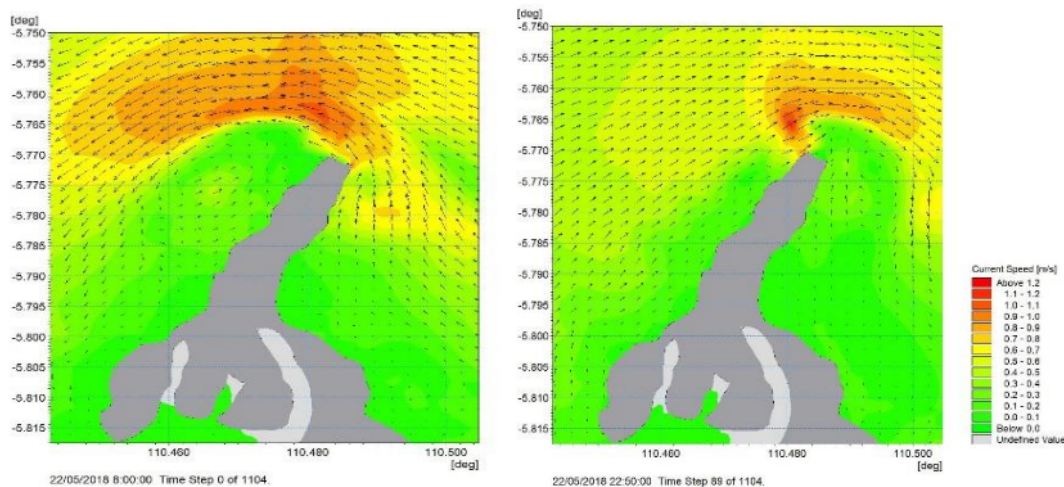 [deg]
-5.750
-5.755
-5.760
-5.765
-5.770
-5.775
-5.780
-5.785
-5.790
-5.795
-5.800
-5.805
-5.810
-5.815
110.460
110.480
110.500
[deg]
22/05/2018 8:00:00 Time Step 0 of 1104.
[deg]
-5.750
-5.755
-5.760
-5.765
-5.770
-5.775
-5.780
-5.785
-5.790
-5.795
-5.800
-5.805
-5.810
-5.815
110.460
110.480
110.500
[deg]
22/05/2018 22:50:00 Time Step 89 of 1104.
Current Speed [m/s]
Above 1.2
1.1 - 1.2
1.0 - 1.1
0.9 - 1.0
0.8 - 0.9
0.7 - 0.8
0.6 - 0.7
0.5 - 0.6
0.4 - 0.5
0.3 - 0.4
0.2 - 0.3
0.1 - 0.2
0.0 - 0.1
Below 0.0
Undefined Value